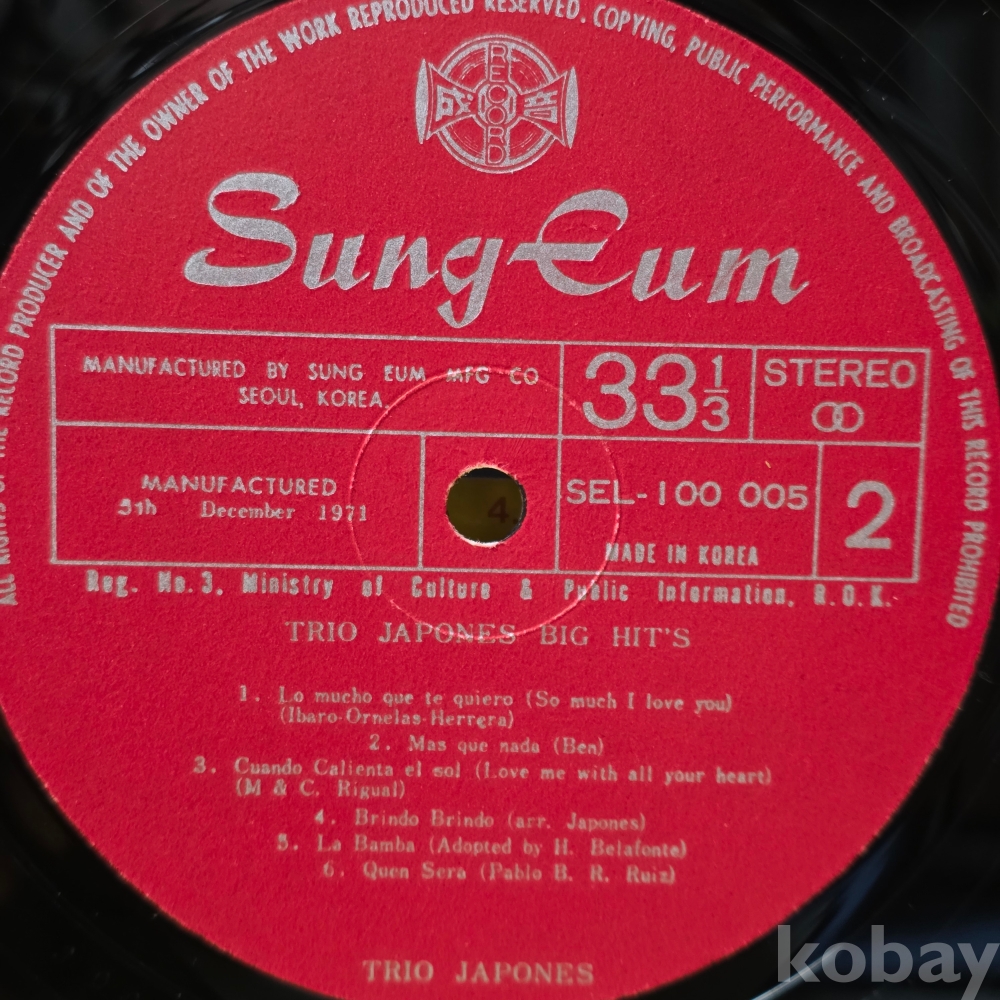 ALL RIGHTS OF THE RECORD PRODUCER AND OF THE OWNER OF THE WORK REPRODUCED RESERVED. COPYING, PUBLIC PERFORMANCE AND BROADCASTING OF THIS RECORD PROHIBITED
RECORD
成音
Sung Eum
MANUFACTURED BY SUNG EUM MFG CO
SEOUL, KOREA
33 1/3
STEREO
MANUFACTURED
5th December 1971
4.
SEL-100 005
MADE IN KOREA
2
Reg. No. 3. Ministry of Culture & Public Information, R.O.K.
TRIO JAPONES BIG HIT'S
1. Lo mucho que te quiero (So much I love you)
(Ibaro-Ornelas-Herrera)
2. Mas que nada (Ben)
3. Cuando Calienta el sol (Love me with all your heart)
(M & C. Rigual)
4. Brindo Brindo (arr. Japones)
5. La Bamba (Adopted by H. Belafonte)
6. Quen Sera (Pablo B. R. Ruiz)
TRIO JAPONES
kobay